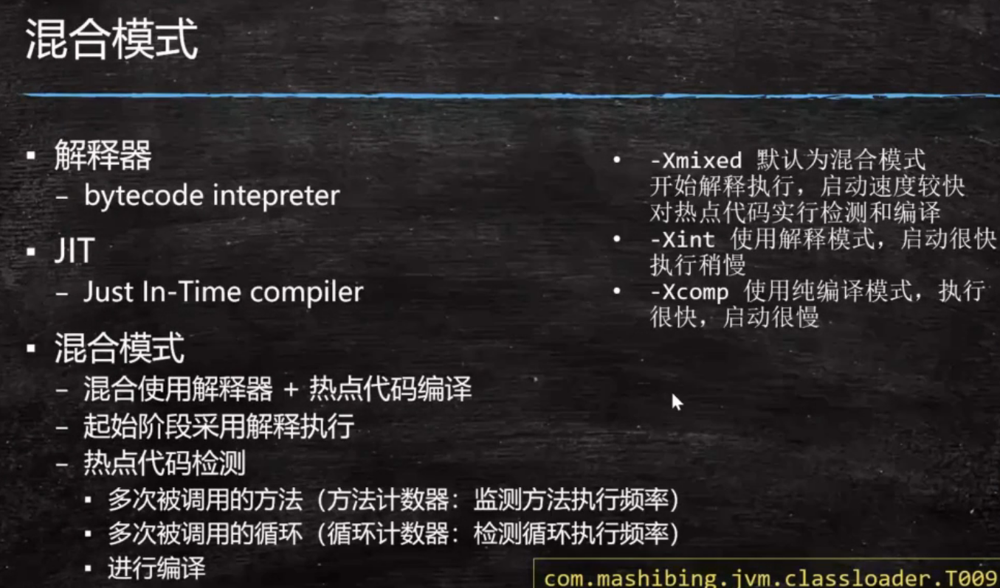 混合模式
▪ 解释器
– bytecode intepreter
▪ JIT
– Just In-Time compiler
▪ 混合模式
– 混合使用解释器 + 热点代码编译
– 起始阶段采用解释执行
– 热点代码检测
▪ 多次被调用的方法（方法计数器：监测方法执行频率）
▪ 多次被调用的循环（循环计数器：检测循环执行频率）
▪ 进行编译
• -Xmixed 默认为混合模式
开始解释执行，启动速度较快
对热点代码实行检测和编译
• -Xint 使用解释模式，启动很快
执行稍慢
• -Xcomp 使用纯编译模式，执行
很快，启动很慢
com.mashibing.jvm.classloader.T009